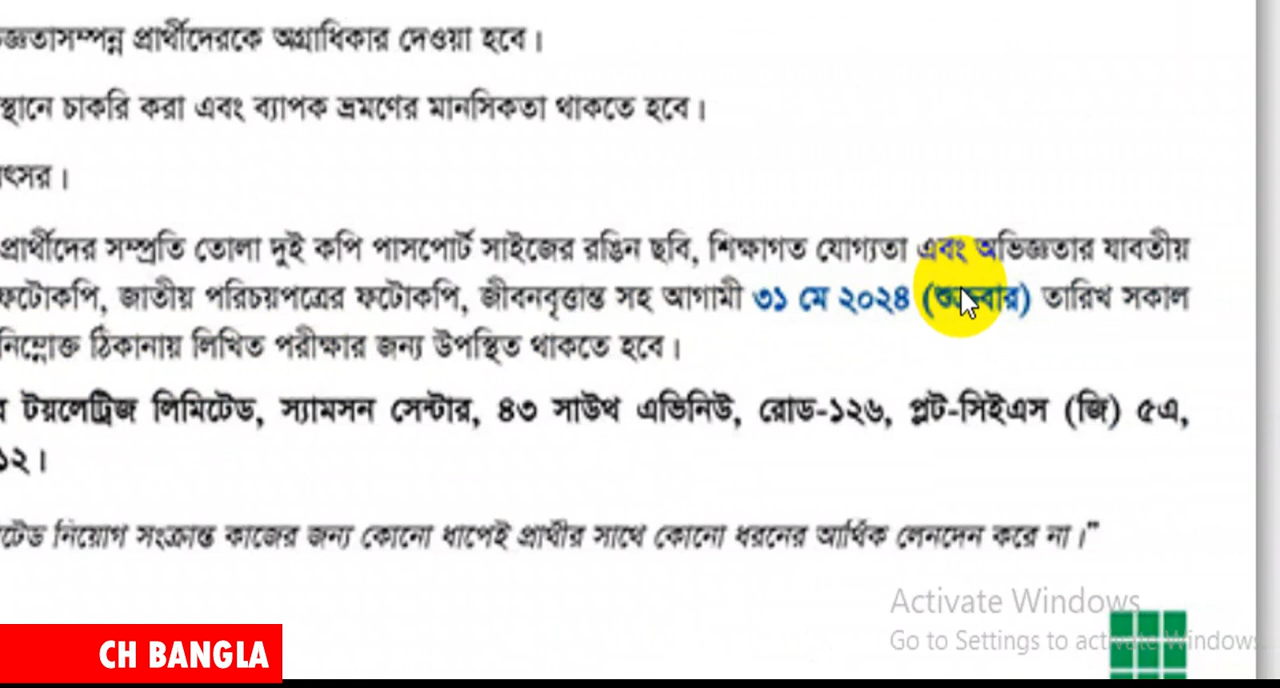 জ্ঞতাসম্পন্ন প্রার্থীদেরকে অগ্রাধিকার দেওয়া হবে।
স্থানে চাকরি করা এবং ব্যাপক ভ্রমণের মানসিকতা থাকতে হবে।
ৎসর।
প্রার্থীদের সম্প্রতি তোলা দুই কপি পাসপোর্ট সাইজের রঙিন ছবি, শিক্ষাগত যোগ্যতা এবং অভিজ্ঞতার যাবতীয়
ফটোকপি, জাতীয় পরিচয়পত্রের ফটোকপি, জীবনবৃত্তান্ত সহ আগামী ৩১ মে ২০২৪ (শুক্রবার) তারিখ সকাল
নিম্নোক্ত ঠিকানায় লিখিত পরীক্ষার জন্য উপস্থিত থাকতে হবে।
টয়লেট্রিজ লিমিটেড, স্যামসন সেন্টার, ৪৩ সাউথ এভিনিউ, রোড-১২৬, প্লট-সিইএস (জি) ৫এ,
১২।
টেড নিয়োগ সংক্রান্ত কাজের জন্য কোনো ধাপেই প্রার্থীর সাথে কোনো ধরনের আর্থিক লেনদেন করে না।”
Activate Windows
Go to Settings to activate Windows
CH BANGLA